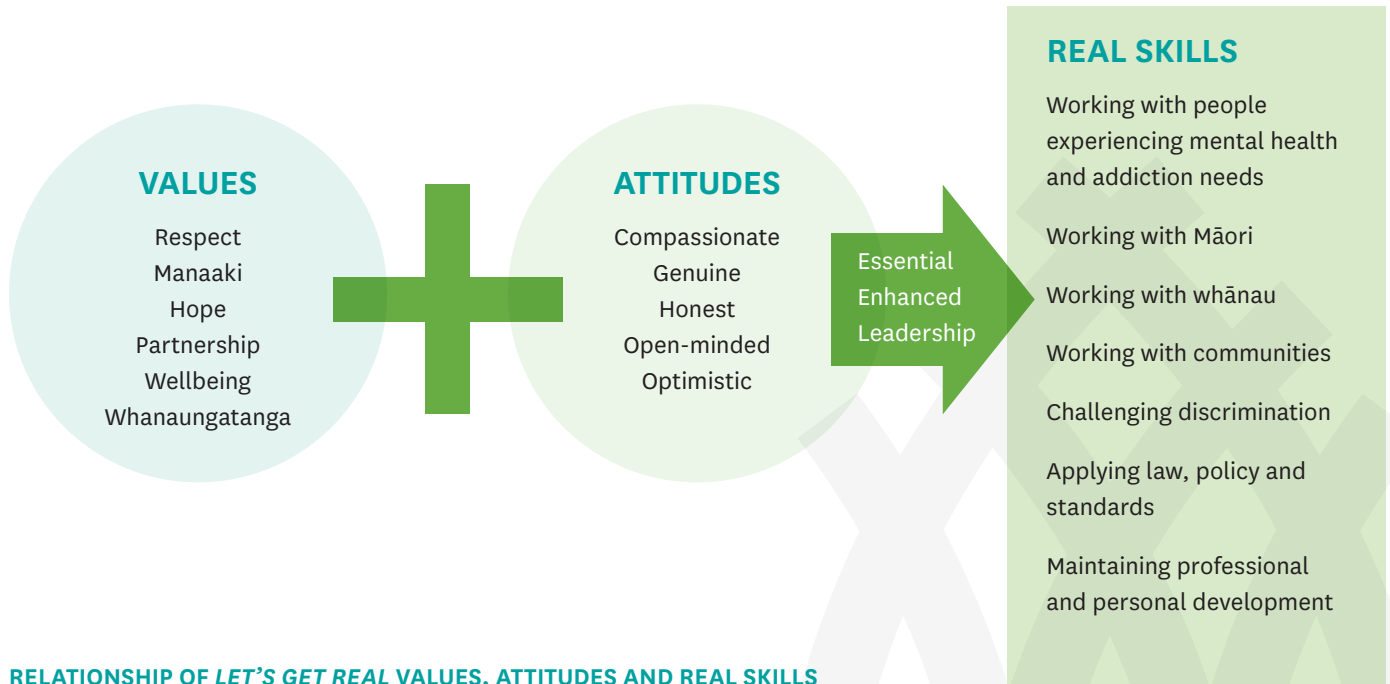 VALUES
Respect
Manaaki
Hope
Partnership
Wellbeing
Whanaungatanga
ATTITUDES
Compassionate
Genuine
Honest
Open-minded
Optimistic
Essential
Enhanced
Leadership
REAL SKILLS
Working with people
experiencing mental health
and addiction needs
Working with Māori
Working with whānau
Working with communities
Challenging discrimination
Applying law, policy and
standards
Maintaining professional
and personal development
RELATIONSHIP OF LET’S GET REAL VALUES, ATTITUDES AND REAL SKILLS